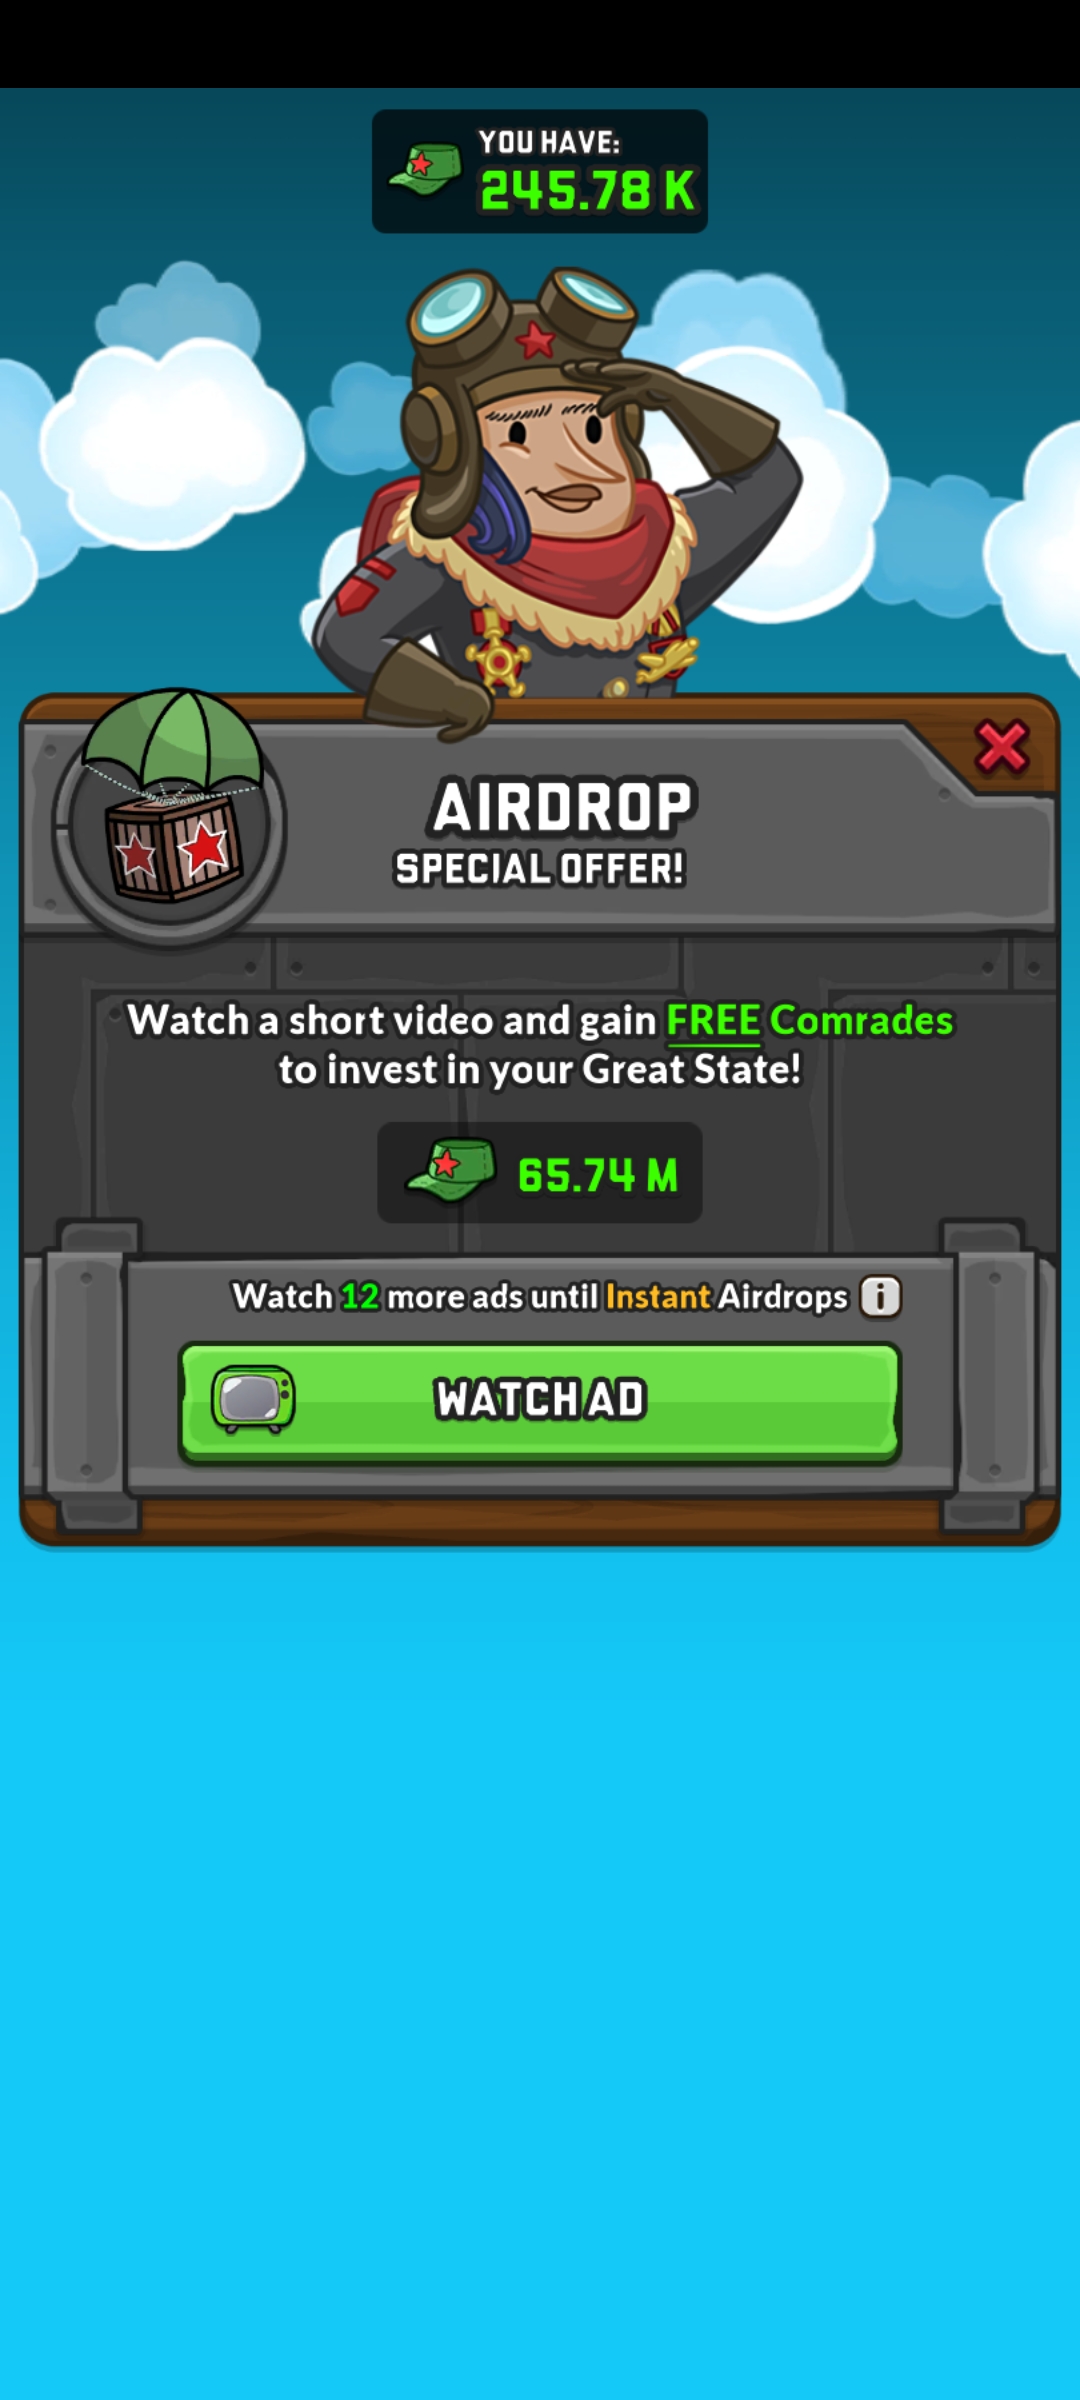 YOU HAVE:
245.78 K
AIRDROP
SPECIAL OFFER!
Watch a short video and gain FREE Comrades
to invest in your Great State!
65.74 M
Watch 12 more ads until Instant Airdrops i
WATCH AD